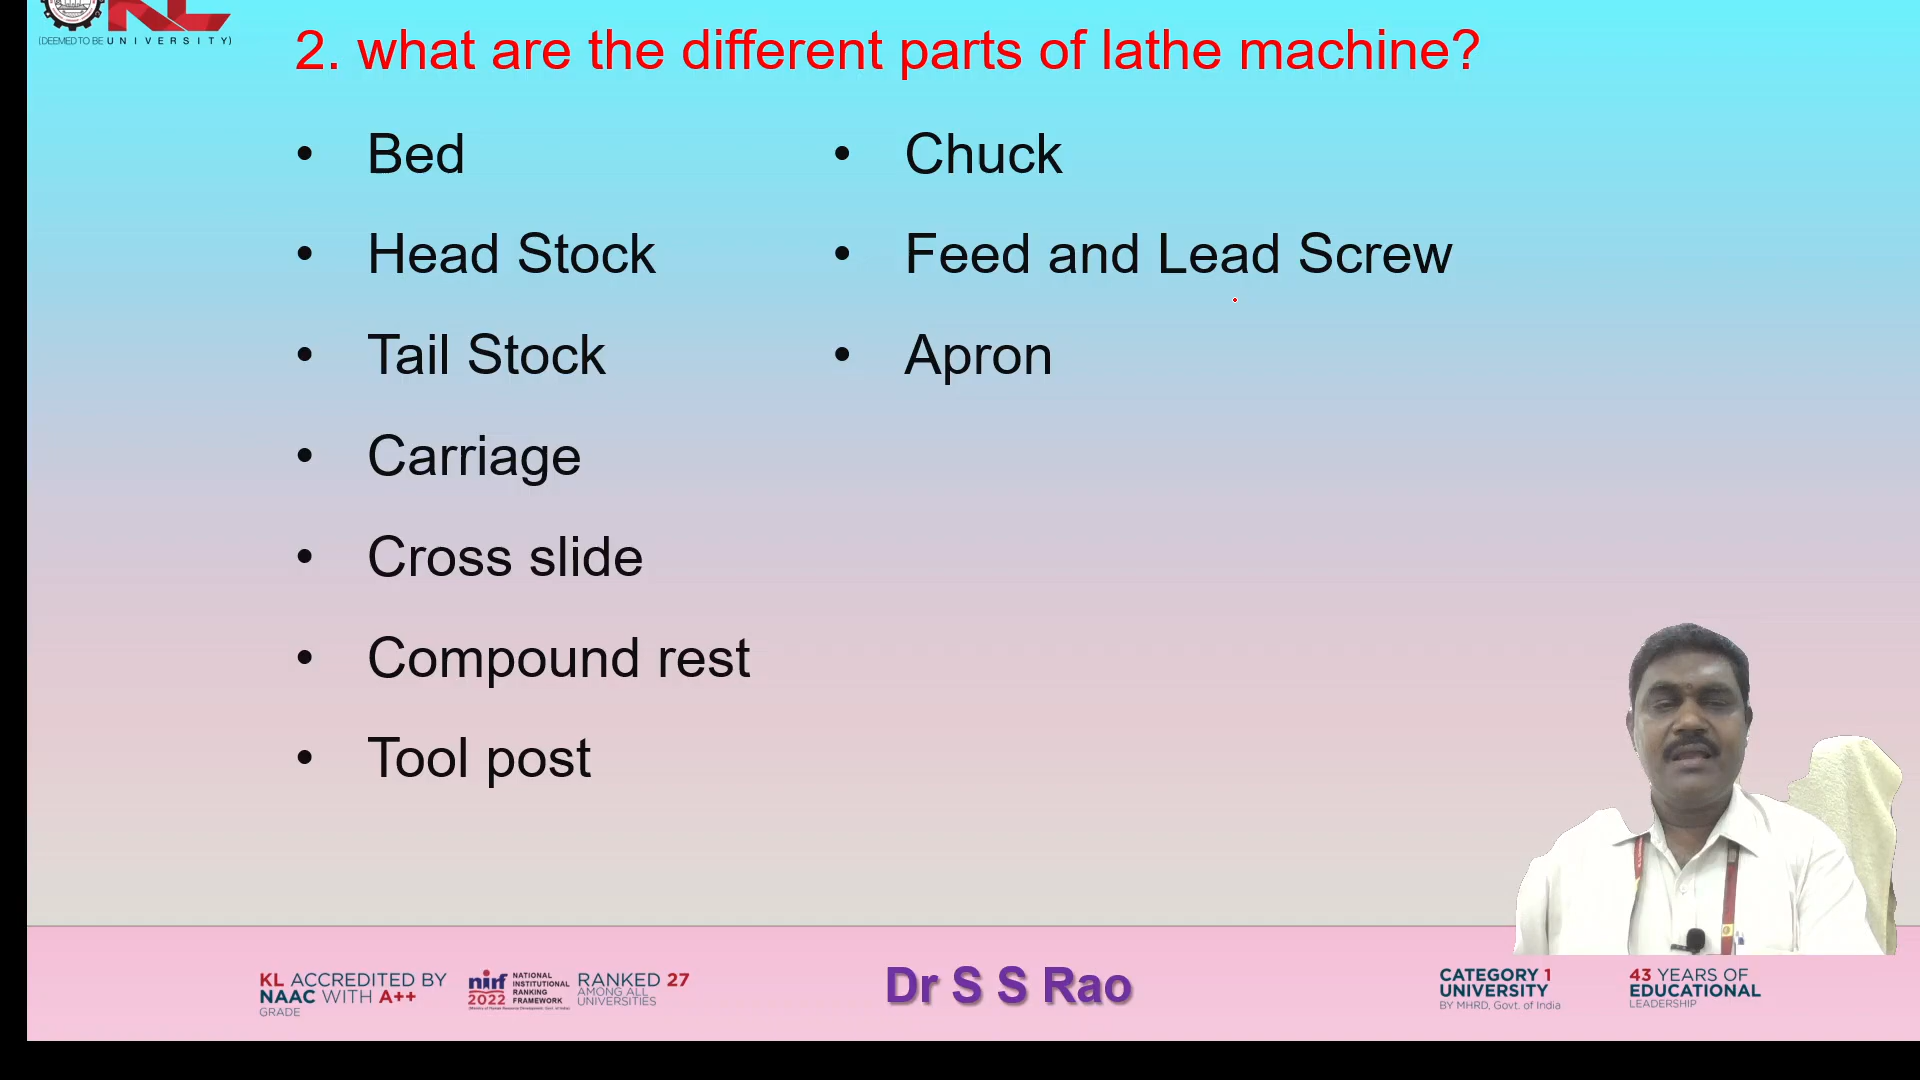 KL
(DEEMED TO BE UNIVERSITY)
2. what are the different parts of lathe machine?
• Bed
• Head Stock
• Tail Stock
• Carriage
• Cross slide
• Compound rest
• Tool post
• Chuck
• Feed and Lead Screw
• Apron
KL ACCREDITED BY
NAAC WITH A++
GRADE
nirf
2022
NATIONAL
INSTITUTIONAL
RANKING
FRAMEWORK
RANKED 27
AMONG ALL
UNIVERSITIES
Dr S S Rao
CATEGORY 1
UNIVERSITY
BY MHRD, Govt. of India
43 YEARS OF
EDUCATIONAL
LEADERSHIP